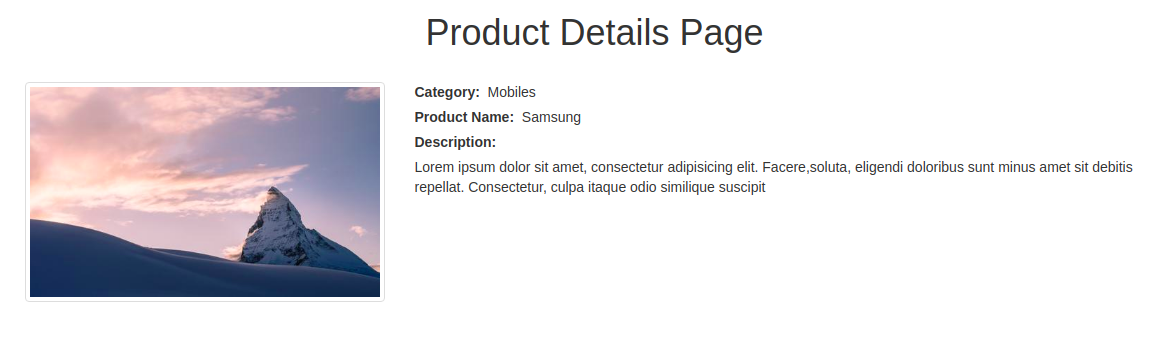 Product Details Page
Category: Mobiles
Product Name: Samsung
Description:
Lorem ipsum dolor sit amet, consectetur adipisicing elit. Facere,soluta, eligendi doloribus sunt minus amet sit debitis
repellat. Consectetur, culpa itaque odio similique suscipit